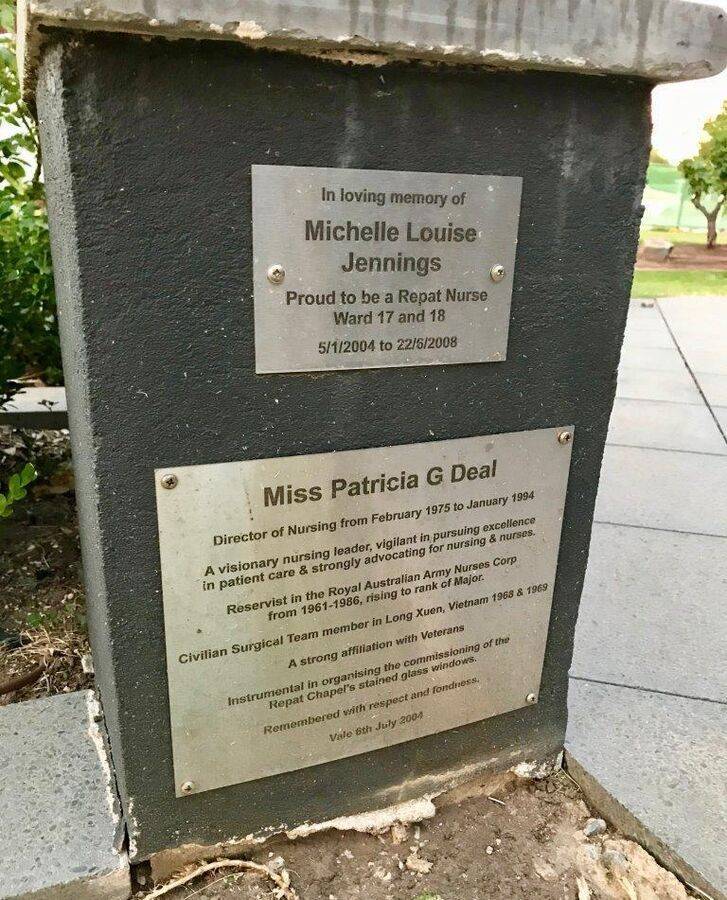 In loving memory of
Michelle Louise
Jennings
Proud to be a Repat Nurse
Ward 17 and 18
5/1/2004 to 22/6/2008
Miss Patricia G Deal
Director of Nursing from February 1975 to January 1994
A visionary nursing leader, vigilant in pursuing excellence
in patient care & strongly advocating for nursing & nurses.
Reservist in the Royal Australian Army Nurses Corp
from 1961-1986, rising to rank of Major.
Civilian Surgical Team member in Long Xuen, Vietnam 1968 & 1969
A strong affiliation with Veterans
Instrumental in organising the commissioning of the
Repat Chapel's stained glass windows.
Remembered with respect and fondness.
Vale 6th July 2004